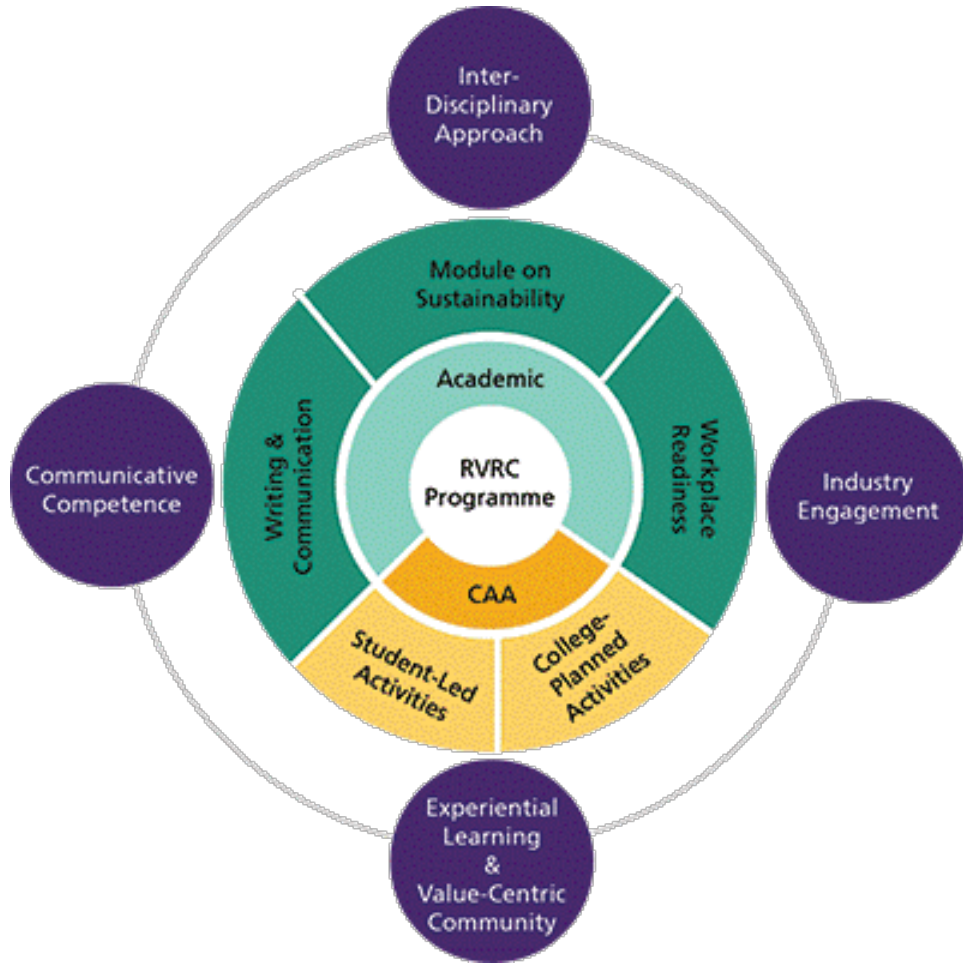 Inter-
Disciplinary
Approach
Module on
Sustainability
Academic
RVRC
Programme
Writing &
Communication
Workplace
Readiness
Communicative
Competence
Industry
Engagement
CAA
Student-Led
Activities
College-
Planned
Activities
Experiential
Learning
&
Value-Centric
Community